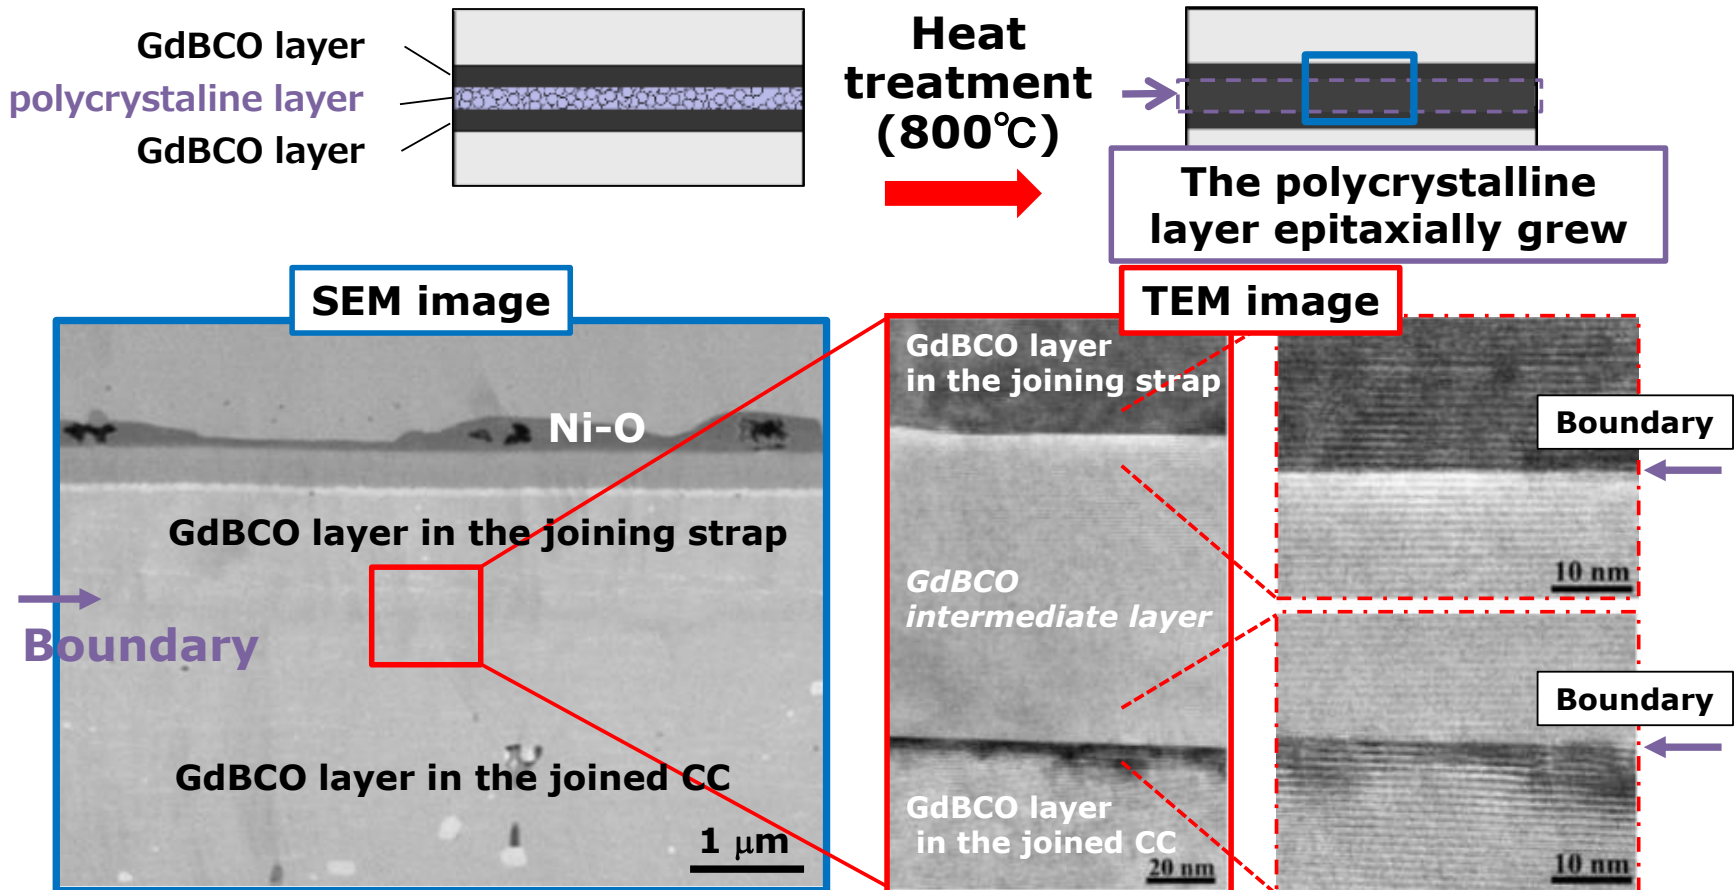 GdBCO layer
polycrystaline layer
GdBCO layer
Heat
treatment
(800℃)
The polycrystalline
layer epitaxially grew
SEM image
Ni-O
GdBCO layer in the joining strap
Boundary
GdBCO layer in the joined CC
1 μm
TEM image
GdBCO layer
in the joining strap
GdBCO
intermediate layer
GdBCO layer
in the joined CC
20 nm
Boundary
10 nm
Boundary
10 nm